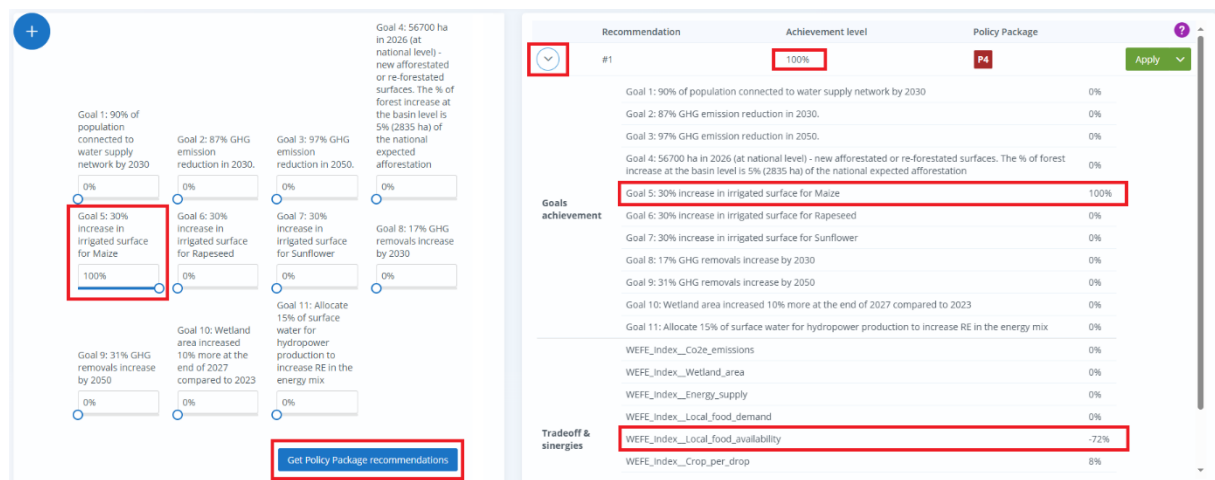 +
Goal 1: 90% of
population
connected to
water supply
network by 2030
0%
Goal 2: 87% GHG
emission
reduction in 2030.
0%
Goal 3: 97% GHG
emission
reduction in 2050.
0%
Goal 4: 56700 ha
in 2026 (at
national level) -
new afforestated
or re-forestated
surfaces. The % of
forest increase at
the basin level is
5% (2835 ha) of
the national
expected
afforestation
0%
Goal 5: 30%
increase in
irrigated surface
for Maize
100%
Goal 6: 30%
increase in
irrigated surface
for Rapeseed
0%
Goal 7: 30%
increase in
irrigated surface
for Sunflower
0%
Goal 8: 17% GHG
removals increase
by 2030
0%
Goal 9: 31% GHG
removals increase
by 2050
0%
Goal 10: Wetland
area increased
10% more at the
end of 2027
compared to 2023
0%
Goal 11: Allocate
15% of surface
water for
hydropower
production to
increase RE in the
energy mix
0%
Get Policy Package recommendations
Recommendation Achievement level Policy Package ?
#1 100% P4 Apply
Goals
achievement
Goal 1: 90% of population connected to water supply network by 2030 0%
Goal 2: 87% GHG emission reduction in 2030. 0%
Goal 3: 97% GHG emission reduction in 2050. 0%
Goal 4: 56700 ha in 2026 (at national level) - new afforestated or re-forestated surfaces. The % of forest
increase at the basin level is 5% (2835 ha) of the national expected afforestation 0%
Goal 5: 30% increase in irrigated surface for Maize 100%
Goal 6: 30% increase in irrigated surface for Rapeseed 0%
Goal 7: 30% increase in irrigated surface for Sunflower 0%
Goal 8: 17% GHG removals increase by 2030 0%
Goal 9: 31% GHG removals increase by 2050 0%
Goal 10: Wetland area increased 10% more at the end of 2027 compared to 2023 0%
Goal 11: Allocate 15% of surface water for hydropower production to increase RE in the energy mix 0%
Tradeoff &
sinergies
WEFE_Index__Co2e_emissions 0%
WEFE_Index__Wetland_area 0%
WEFE_Index__Energy_supply 0%
WEFE_Index__Local_food_demand 0%
WEFE_Index__Local_food_availability -72%
WEFE_Index__Crop_per_drop 8%